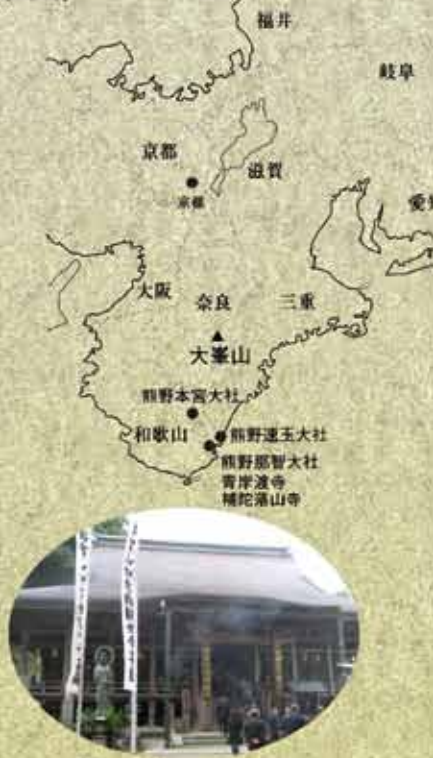 福井
岐阜
京都
滋賀
京都
大阪
奈良
三重
大峯山
熊野本宮大社
和歌山
熊野速玉大社
熊野那智大社
青岸渡寺
補陀落山寺